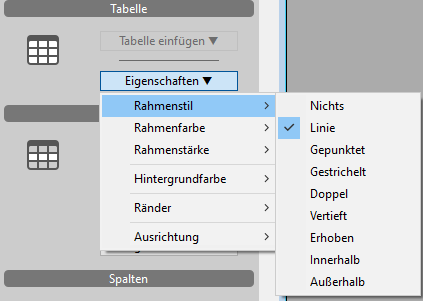 Tabelle
Tabelle einfügen ▼
Eigenschaften ▼
Rahmenstil
Rahmenfarbe
Rahmenstärke
Hintergrundfarbe
Ränder
Ausrichtung
Nichts
Linie
Gepunktet
Gestrichelt
Doppel
Vertieft
Erhoben
Innerhalb
Außerhalb
Spalten